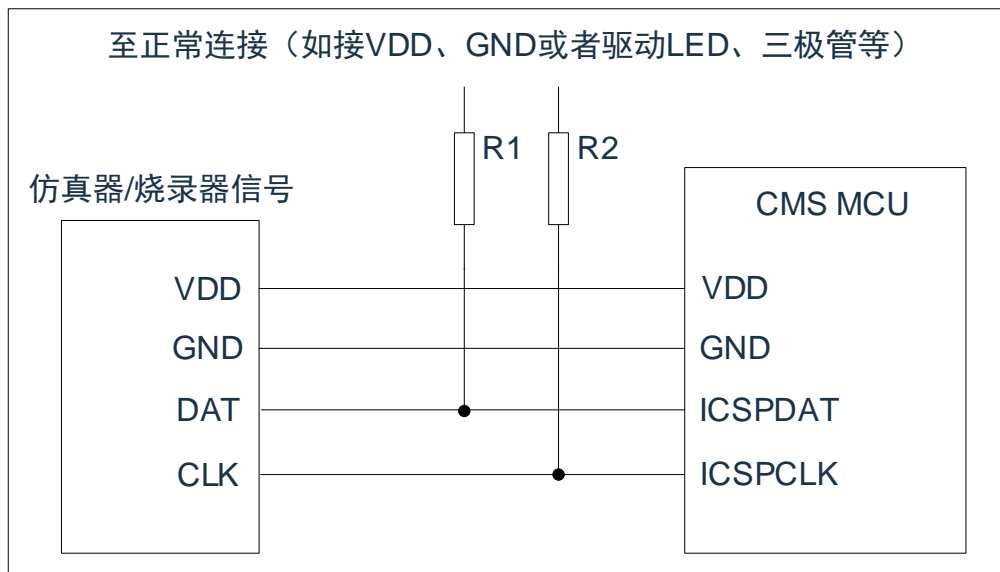 至正常连接（如接VDD、GND或者驱动LED、三极管等）
R1
R2
仿真器/烧录器信号
CMS MCU
VDD
VDD
GND
GND
DAT
ICSPDAT
CLK
ICSPCLK